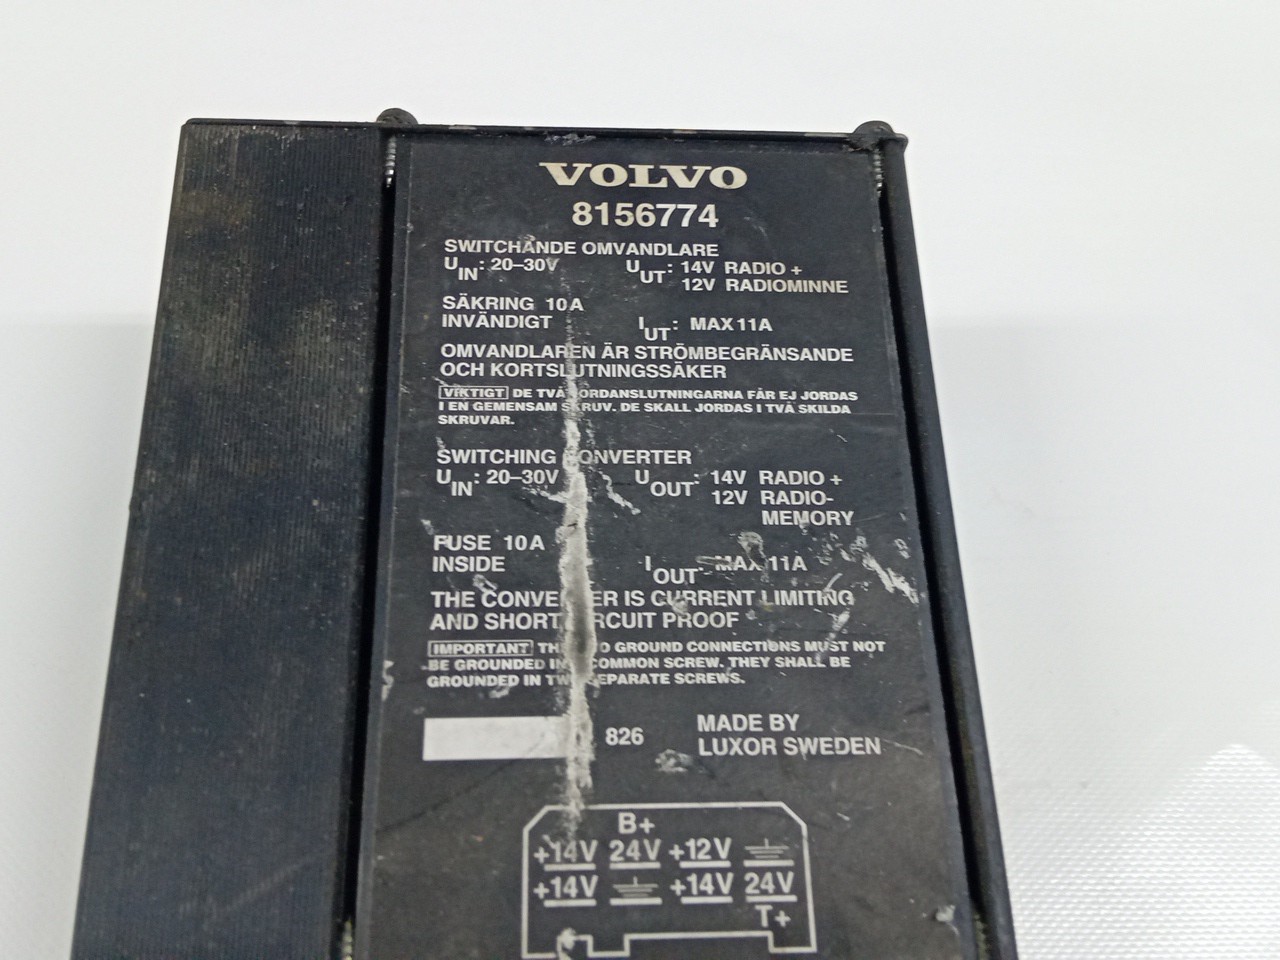 VOLVO
8156774
SWITCHANDE OMVANDLARE
UIN: 20–30V UUT: 14V RADIO +
12V RADIOMINNE
SÄKRING 10A
INVÄNDIGT IUT: MAX 11A
OMVANDLAREN ÄR STRÖMBEGRÄNSANDE
OCH KORTSLUTNINGSSÄKER
VIKTIGT DE TVÅ JORDANSLUTNINGARNA FÅR EJ JORDAS
I EN GEMENSAM SKRUV. DE SKALL JORDAS I TVÅ SKILDA
SKRUVAR.
SWITCHING CONVERTER
UIN: 20–30V UOUT: 14V RADIO +
12V RADIO-
MEMORY
FUSE 10A
INSIDE IOUT: MAX 11A
THE CONVERTER IS CURRENT LIMITING
AND SHORT CIRCUIT PROOF
IMPORTANT THE TWO GROUND CONNECTIONS MUST NOT
BE GROUNDED IN A COMMON SCREW. THEY SHALL BE
GROUNDED IN TWO SEPARATE SCREWS.
826 MADE BY
LUXOR SWEDEN
B+
+14V 24V +12V
+14V +14V 24V
T+